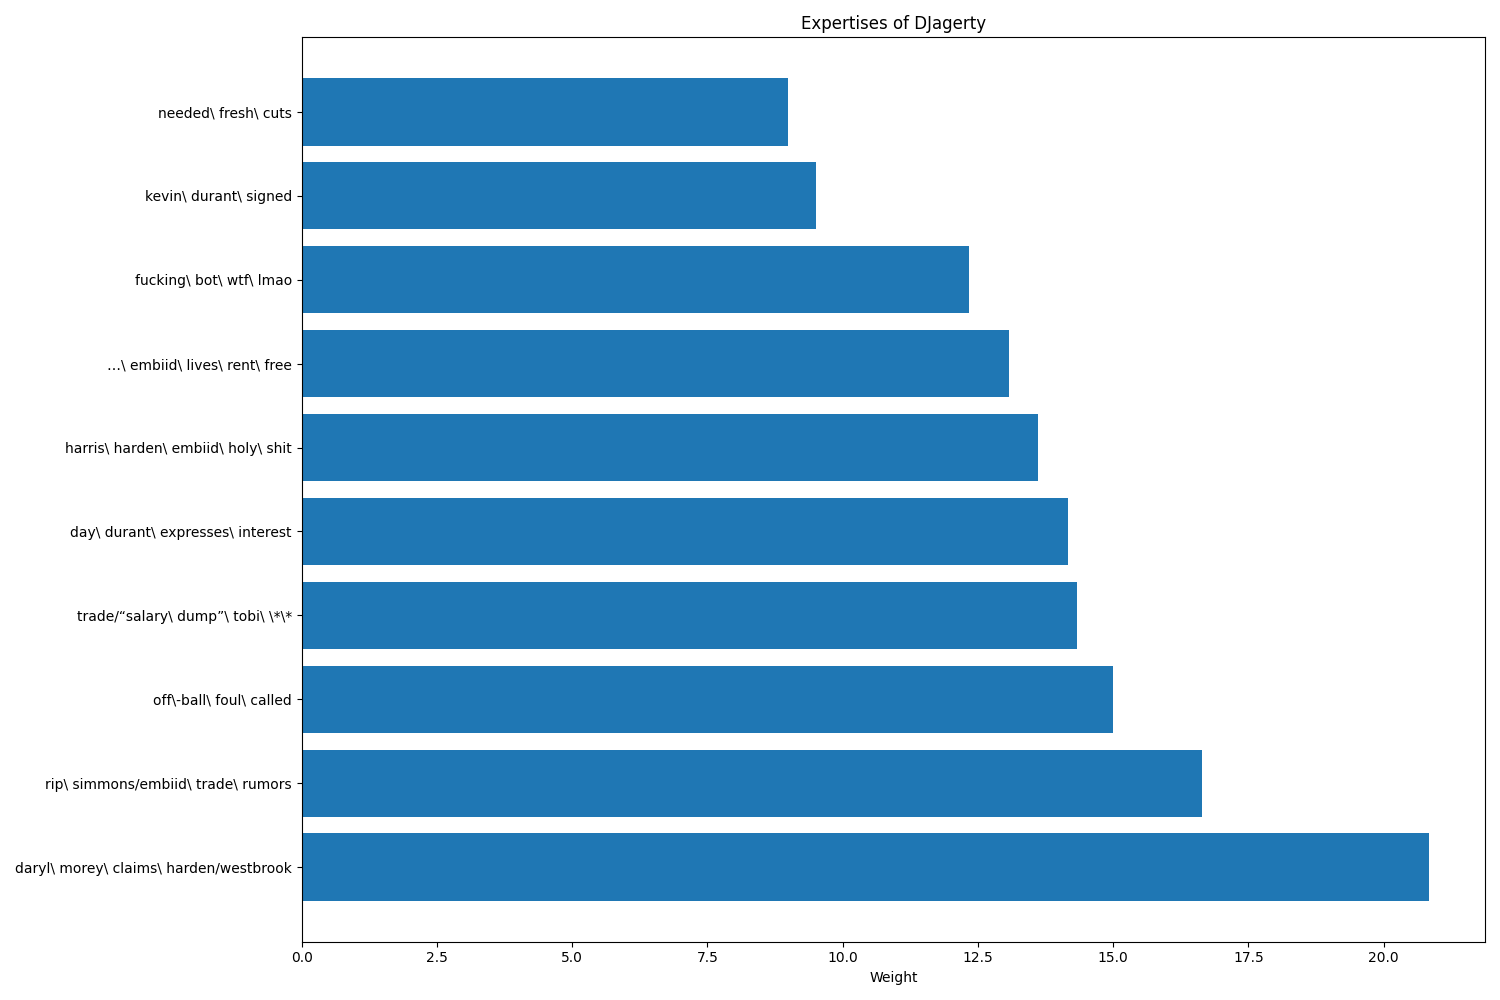 Expertises of DJagerty
needed\ fresh\ cuts
kevin\ durant\ signed
fucking\ bot\ wtf\ lmao
…\ embiid\ lives\ rent\ free
harris\ harden\ embiid\ holy\ shit
day\ durant\ expresses\ interest
trade/“salary\ dump”\ tobi\ \*\*
off\-ball\ foul\ called
rip\ simmons/embiid\ trade\ rumors
daryl\ morey\ claims\ harden/westbrook
0.0 2.5 5.0 7.5 10.0 12.5 15.0 17.5 20.0
Weight